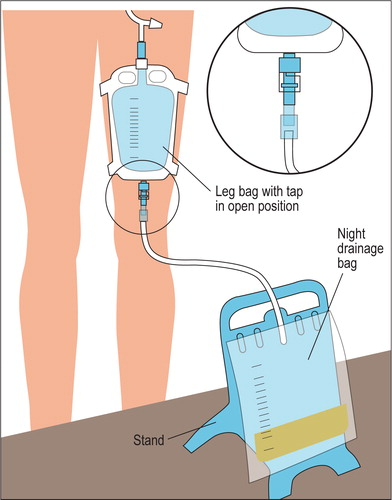 Leg bag with tap
in open position
Night
drainage
bag
Stand